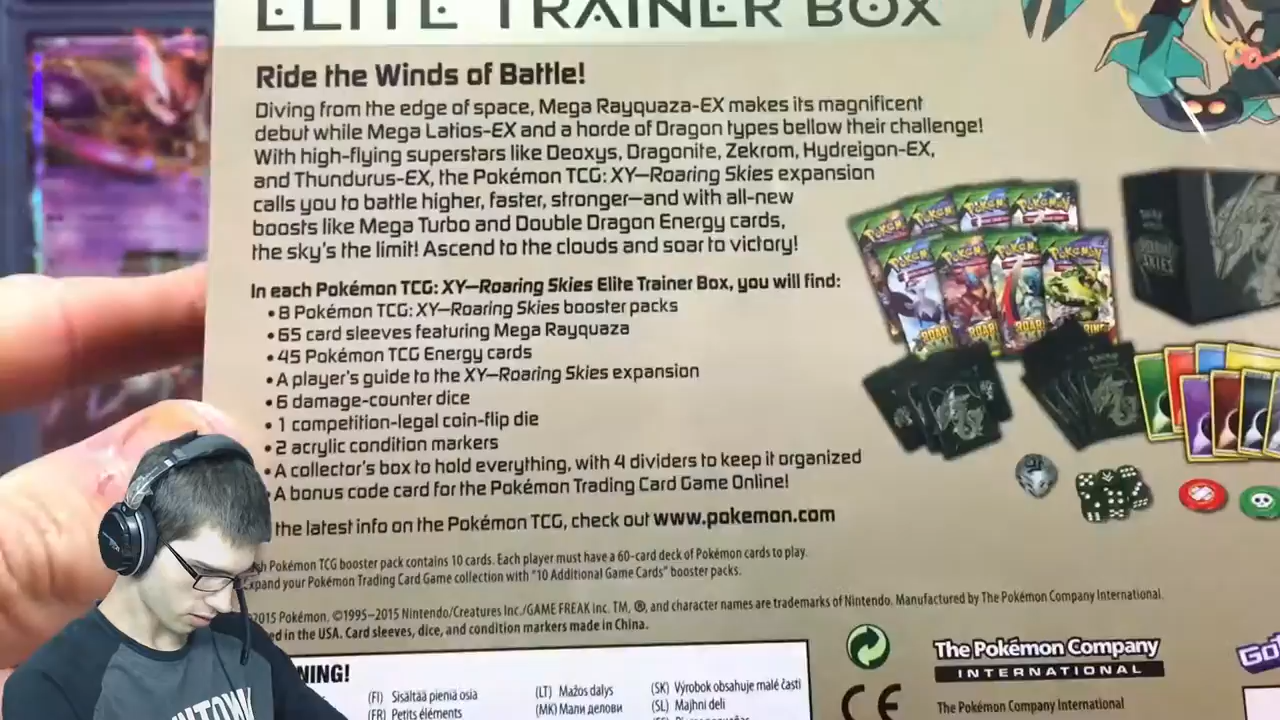 ELITE TRAINER BOX
Ride the Winds of Battle!
Diving from the edge of space, Mega Rayquaza-EX makes its magnificent
debut while Mega Latios-EX and a horde of Dragon types bellow their challenge!
With high-flying superstars like Deoxys, Dragonite, Zekrom, Hydreigon-EX,
and Thundurus-EX, the Pokémon TCG: XY—Roaring Skies expansion
calls you to battle higher, faster, stronger—and with all-new
boosts like Mega Turbo and Double Dragon Energy cards,
the sky's the limit! Ascend to the clouds and soar to victory!
In each Pokémon TCG: XY—Roaring Skies Elite Trainer Box, you will find:
• 8 Pokémon TCG: XY—Roaring Skies booster packs
• 65 card sleeves featuring Mega Rayquaza
• 45 Pokémon TCG Energy cards
• A player's guide to the XY—Roaring Skies expansion
• 6 damage-counter dice
• 1 competition-legal coin-flip die
• 2 acrylic condition markers
• A collector's box to hold everything, with 4 dividers to keep it organized
• A bonus code card for the Pokémon Trading Card Game Online!
the latest info on the Pokémon TCG, check out www.pokemon.com
Pokémon TCG booster pack contains 10 cards. Each player must have a 60-card deck of Pokémon cards to play.
Expand your Pokémon Trading Card Game collection with "10 Additional Game Cards" booster packs.
2015 Pokémon. ©1995–2015 Nintendo/Creatures Inc./GAME FREAK inc. TM, ®, and character names are trademarks of Nintendo. Manufactured by The Pokémon Company International.
in the USA. Card sleeves, dice, and condition markers made in China.
NING!
(FI) Sisältää pieniä osia
(FR) Petits éléments
(LT) Mažos dalys
(MK) Мали делови
(SK) Výrobok obsahuje malé časti
(SL) Majhni deli
CE
The Pokémon Company
INTERNATIONAL
The Pokémon Company